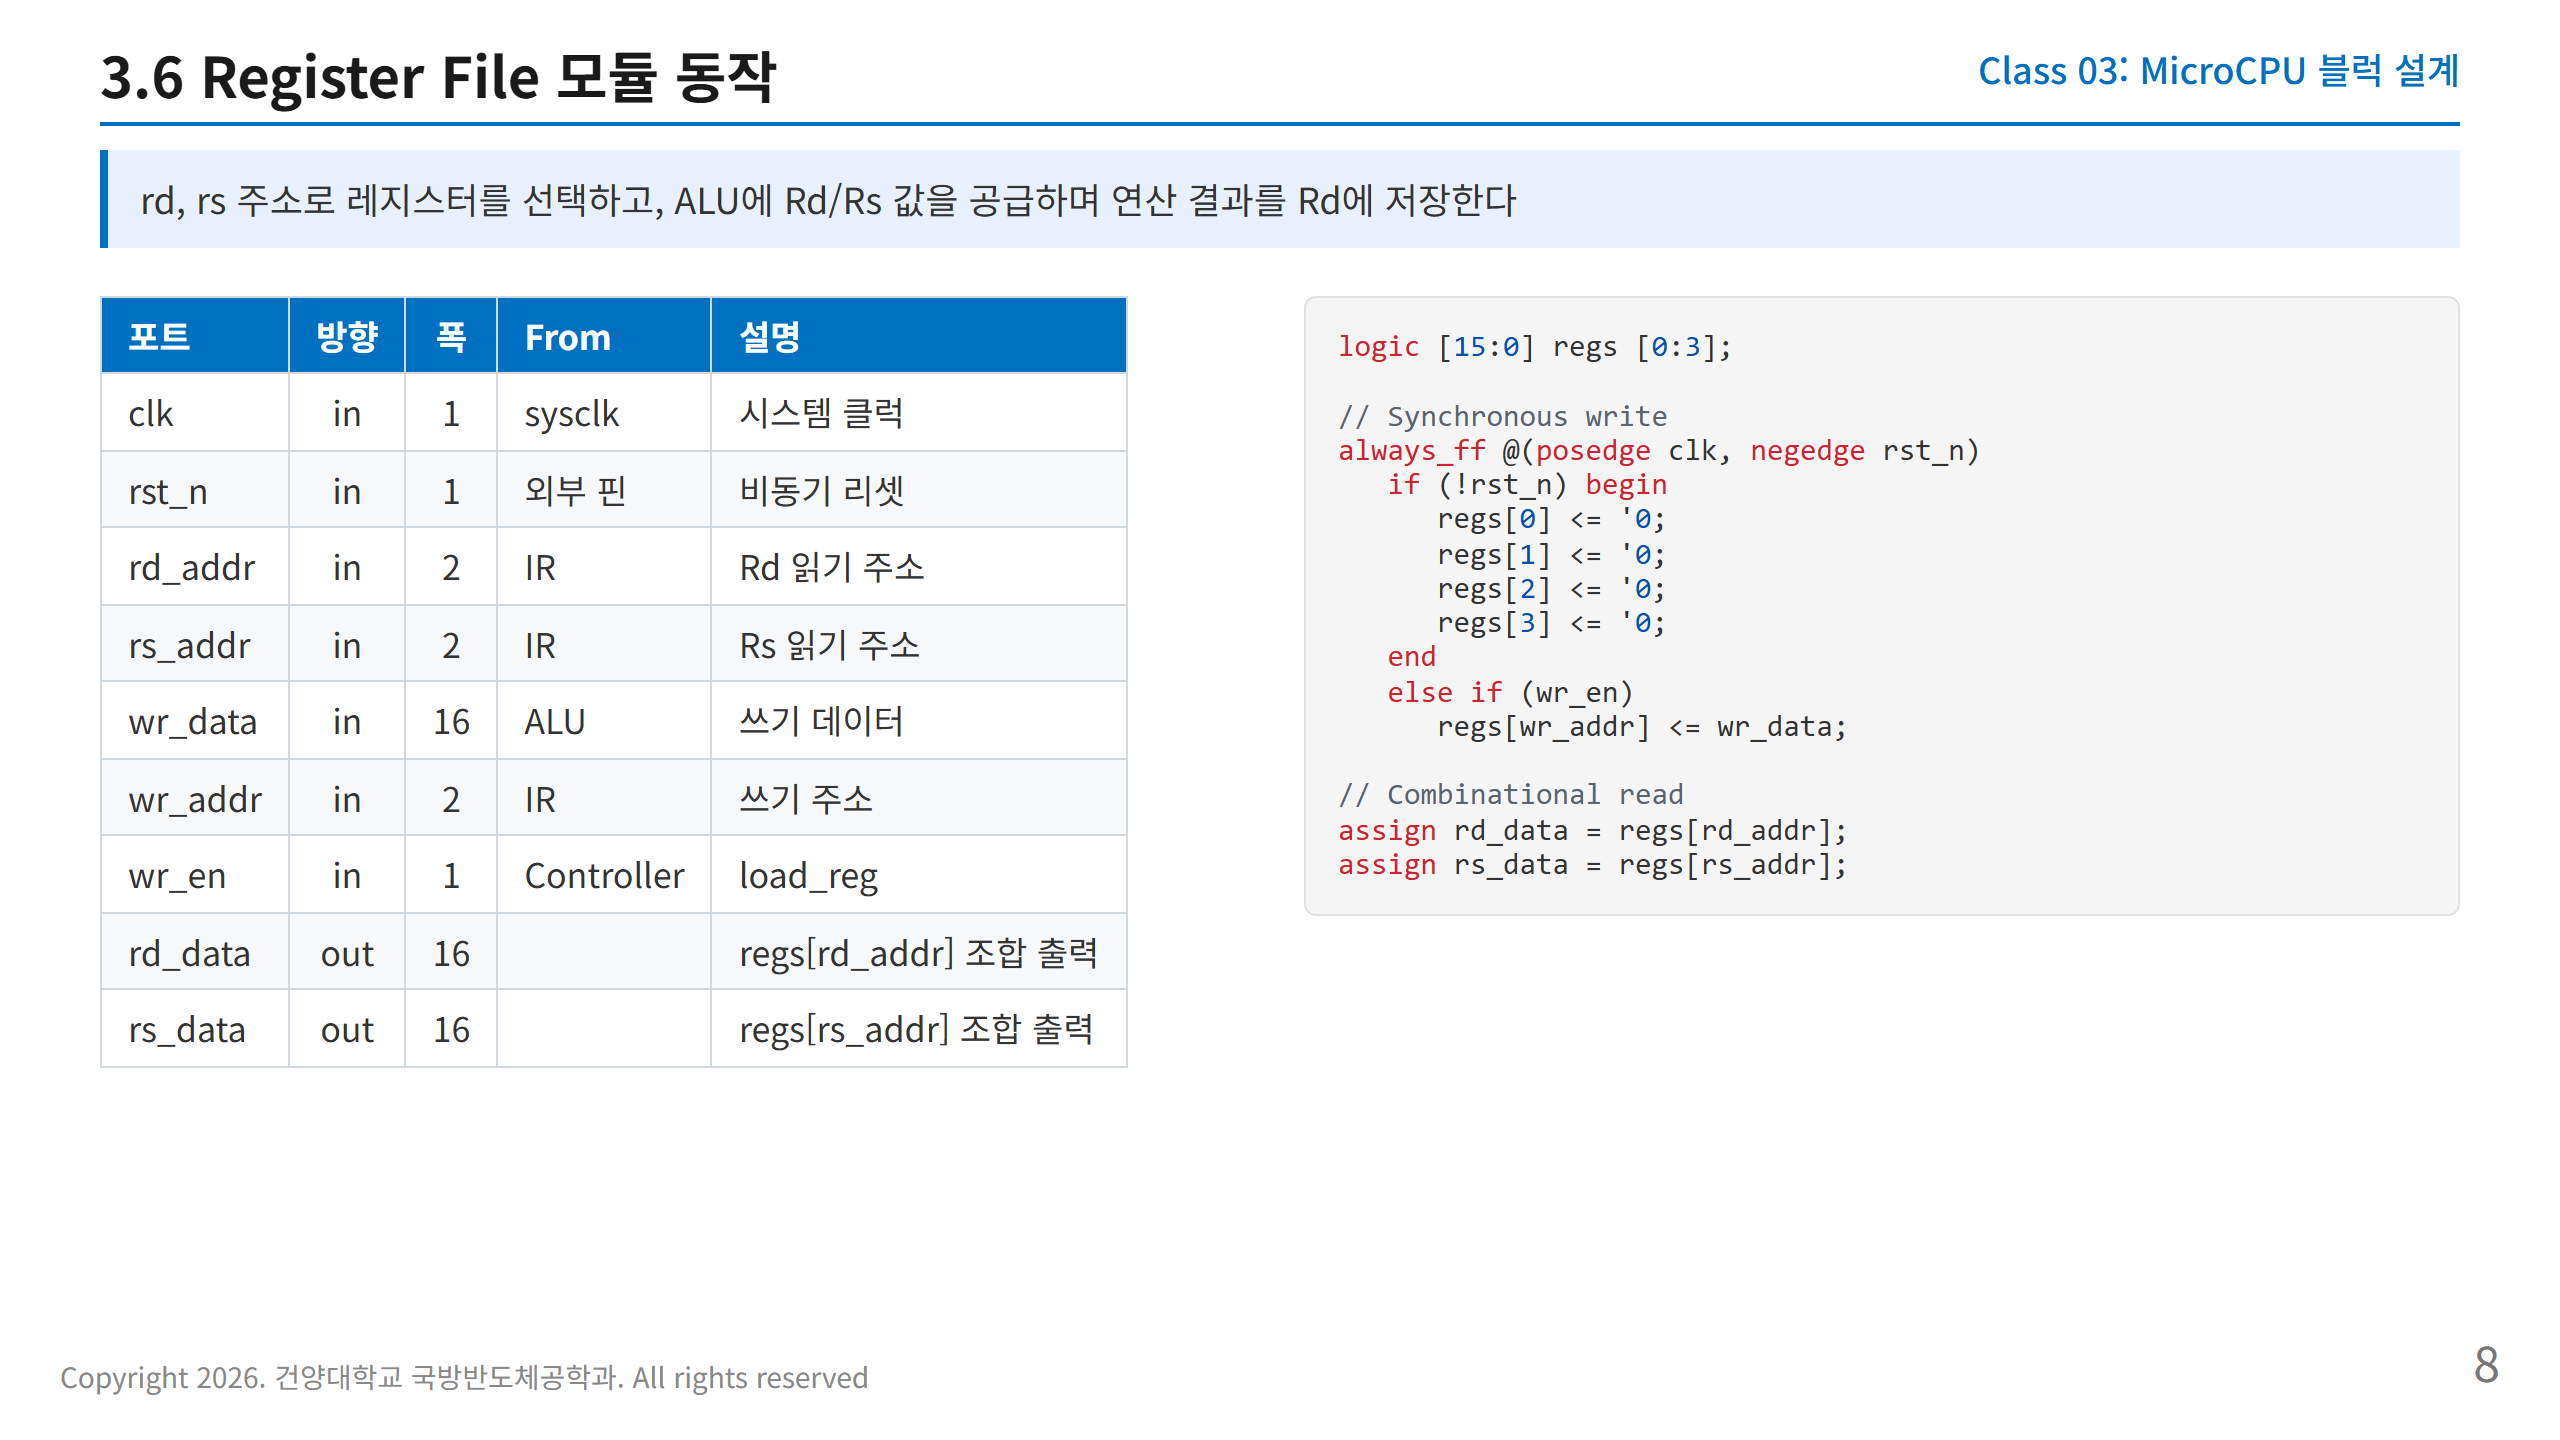 3.6 Register File 모듈 동작
Class 03: MicroCPU 블럭 설계
rd, rs 주소로 레지스터를 선택하고, ALU에 Rd/Rs 값을 공급하며 연산 결과를 Rd에 저장한다
포트 방향 폭 From 설명
clk in 1 sysclk 시스템 클럭
rst_n in 1 외부 핀 비동기 리셋
rd_addr in 2 IR Rd 읽기 주소
rs_addr in 2 IR Rs 읽기 주소
wr_data in 16 ALU 쓰기 데이터
wr_addr in 2 IR 쓰기 주소
wr_en in 1 Controller load_reg
rd_data out 16 regs[rd_addr] 조합 출력
rs_data out 16 regs[rs_addr] 조합 출력
logic [15:0] regs [0:3];
// Synchronous write
always_ff @(posedge clk, negedge rst_n)
if (!rst_n) begin
regs[0] <= '0;
regs[1] <= '0;
regs[2] <= '0;
regs[3] <= '0;
end
else if (wr_en)
regs[wr_addr] <= wr_data;
// Combinational read
assign rd_data = regs[rd_addr];
assign rs_data = regs[rs_addr];
Copyright 2026. 건양대학교 국방반도체공학과. All rights reserved
8